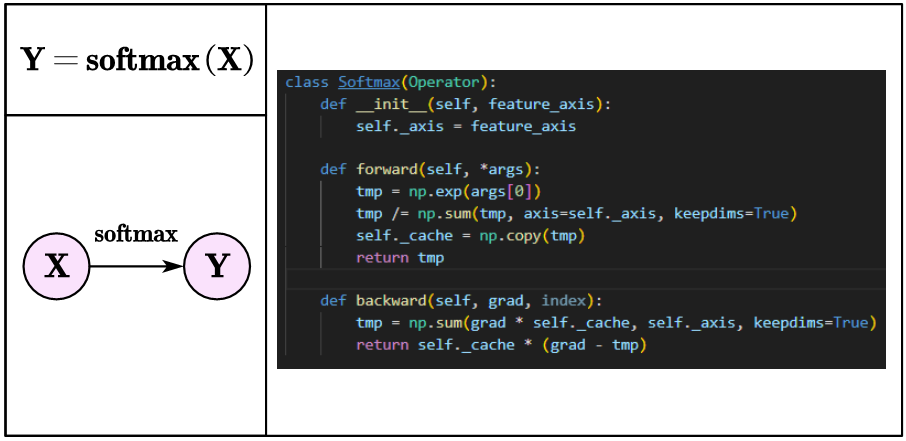 Y = softmax (X)
softmax
X
Y
class Softmax(Operator):
    def __init__(self, feature_axis):
        self._axis = feature_axis
    def forward(self, *args):
        tmp = np.exp(args[0])
        tmp /= np.sum(tmp, axis=self._axis, keepdims=True)
        self._cache = np.copy(tmp)
        return tmp
    def backward(self, grad, index):
        tmp = np.sum(grad * self._cache, self._axis, keepdims=True)
        return self._cache * (grad - tmp)